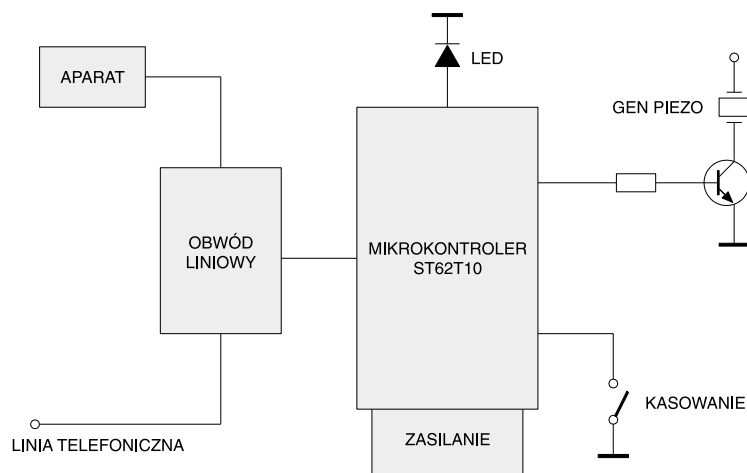 LED
APARAT
GEN PIEZO
OBWÓD
LINIOWY
MIKROKONTROLER
ST62T10
KASOWANIE
LINIA TELEFONICZNA
ZASILANIE